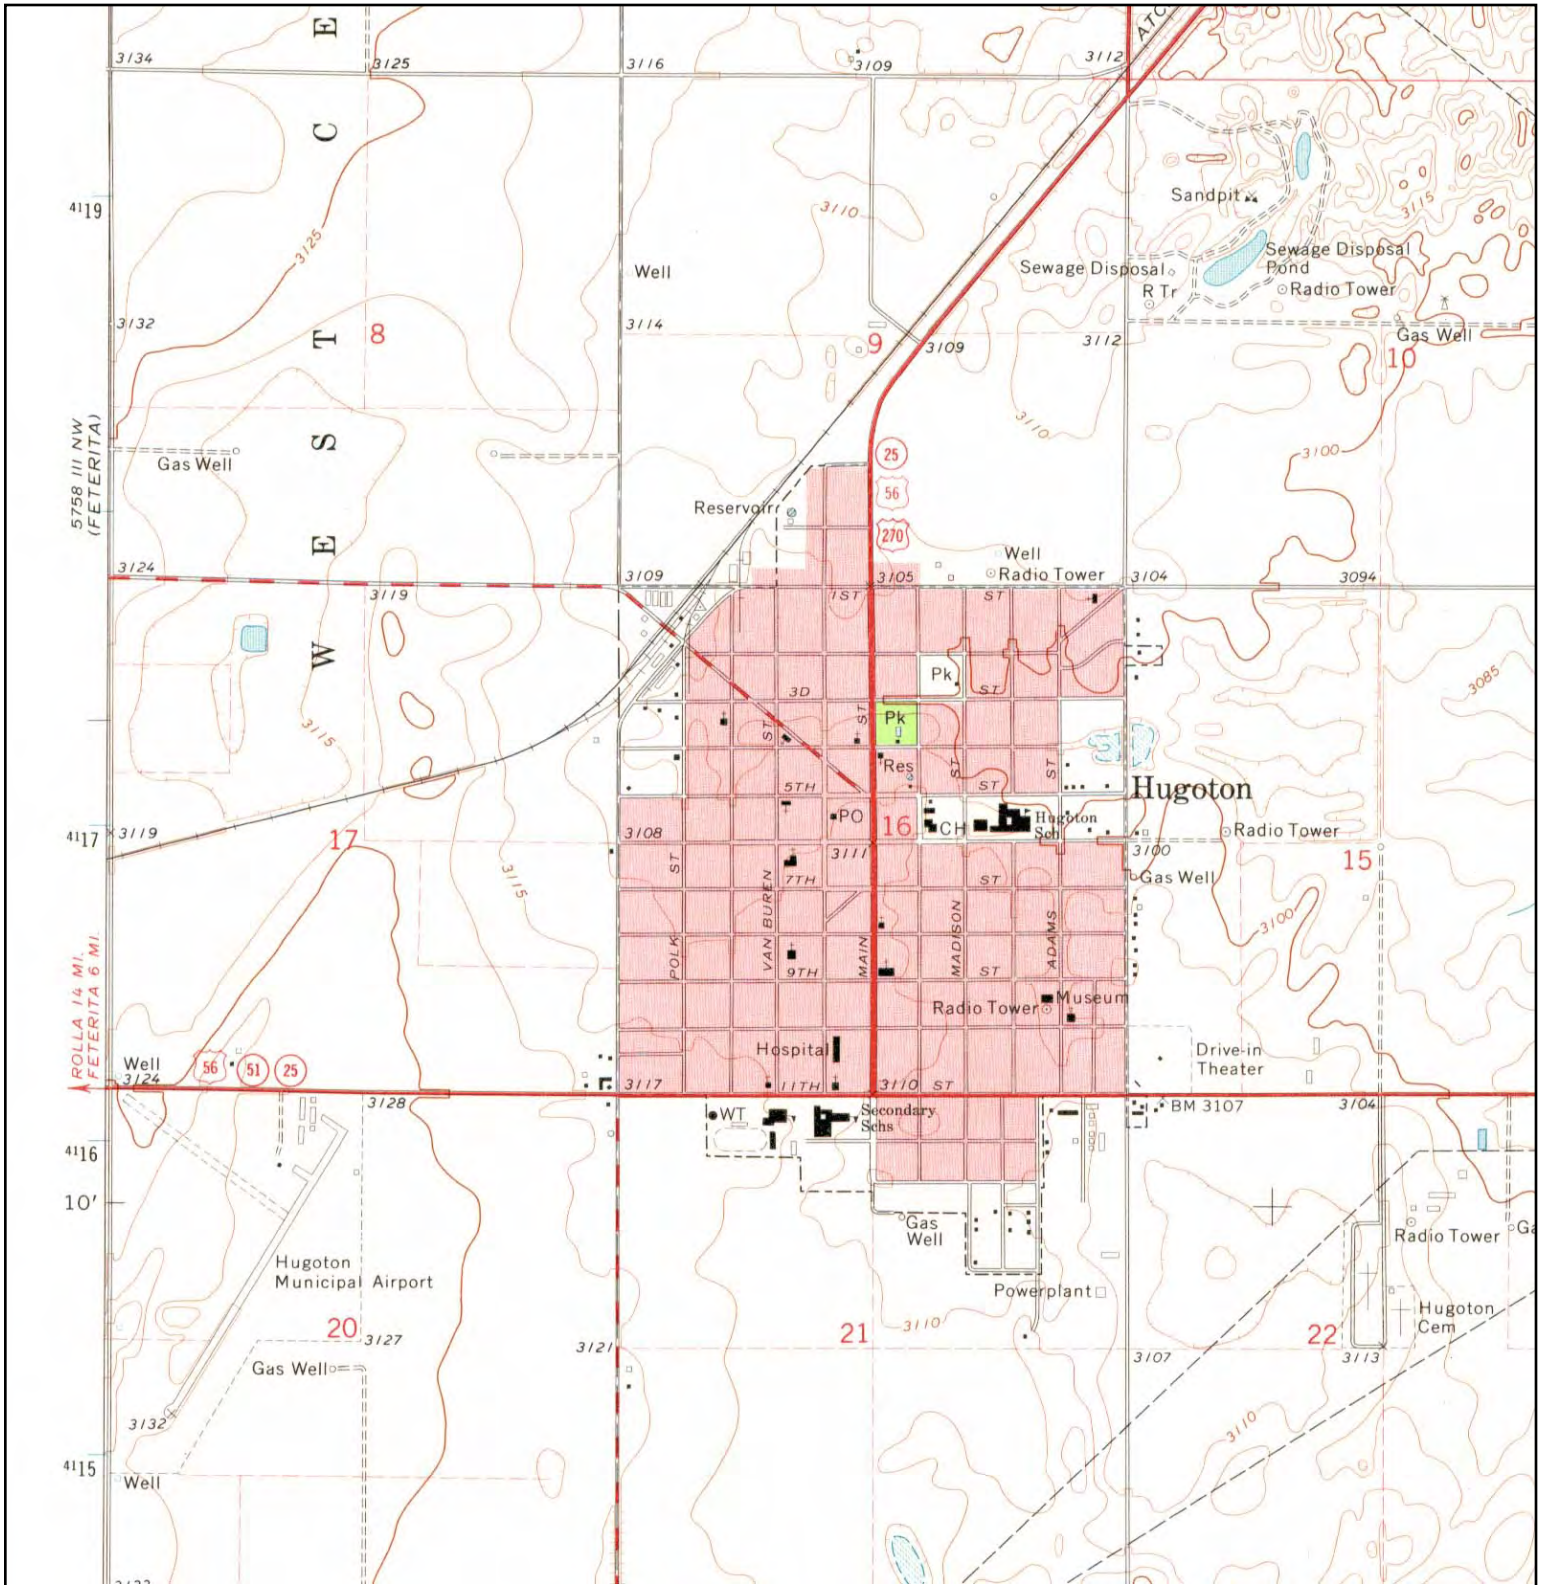 E
3134
3125
3116
3109
3112
ATC
C
4119
3110
Sandpit
3115
3125
Well
Sewage Disposal
Sewage Disposal
Pond
R Tr
Radio Tower
T
3132
8
3114
9
3109
3112
Gas Well
10
5758 III NW
(FETERITA)
S
3110
25
3100
Gas Well
56
Reservoir
270
E
Well
3124
3109
3105
Radio Tower
3104
3094
3119
1ST
ST
W
Pk
3D
ST
3085
3115
ST
ST
Pk
Res
ST
ST
5TH
ST
Hugoton
4117
3119
17
3108
PO
16
CH
Hugoton
Sch
Radio Tower
3111
3100
15
ST
3115
7TH
ST
Gas Well
POLK
VAN BUREN
MAIN
MADISON
ADAMS
3100
9TH
ST
ROLLA 14 MI.
FETERITA 6 MI.
Radio Tower
Museum
Well
56
51
25
Hospital
Drive-in
Theater
3124
3117
11TH
3110
ST
3128
3104
WT
Secondary
Schs
BM 3107
4116
10'
Gas
Well
Radio Tower
Ga
Hugoton
Municipal Airport
Powerplant
Hugoton
Cem
20
3127
3121
21
3110
22
3107
3113
Gas Well
3132
3110
4115
Well